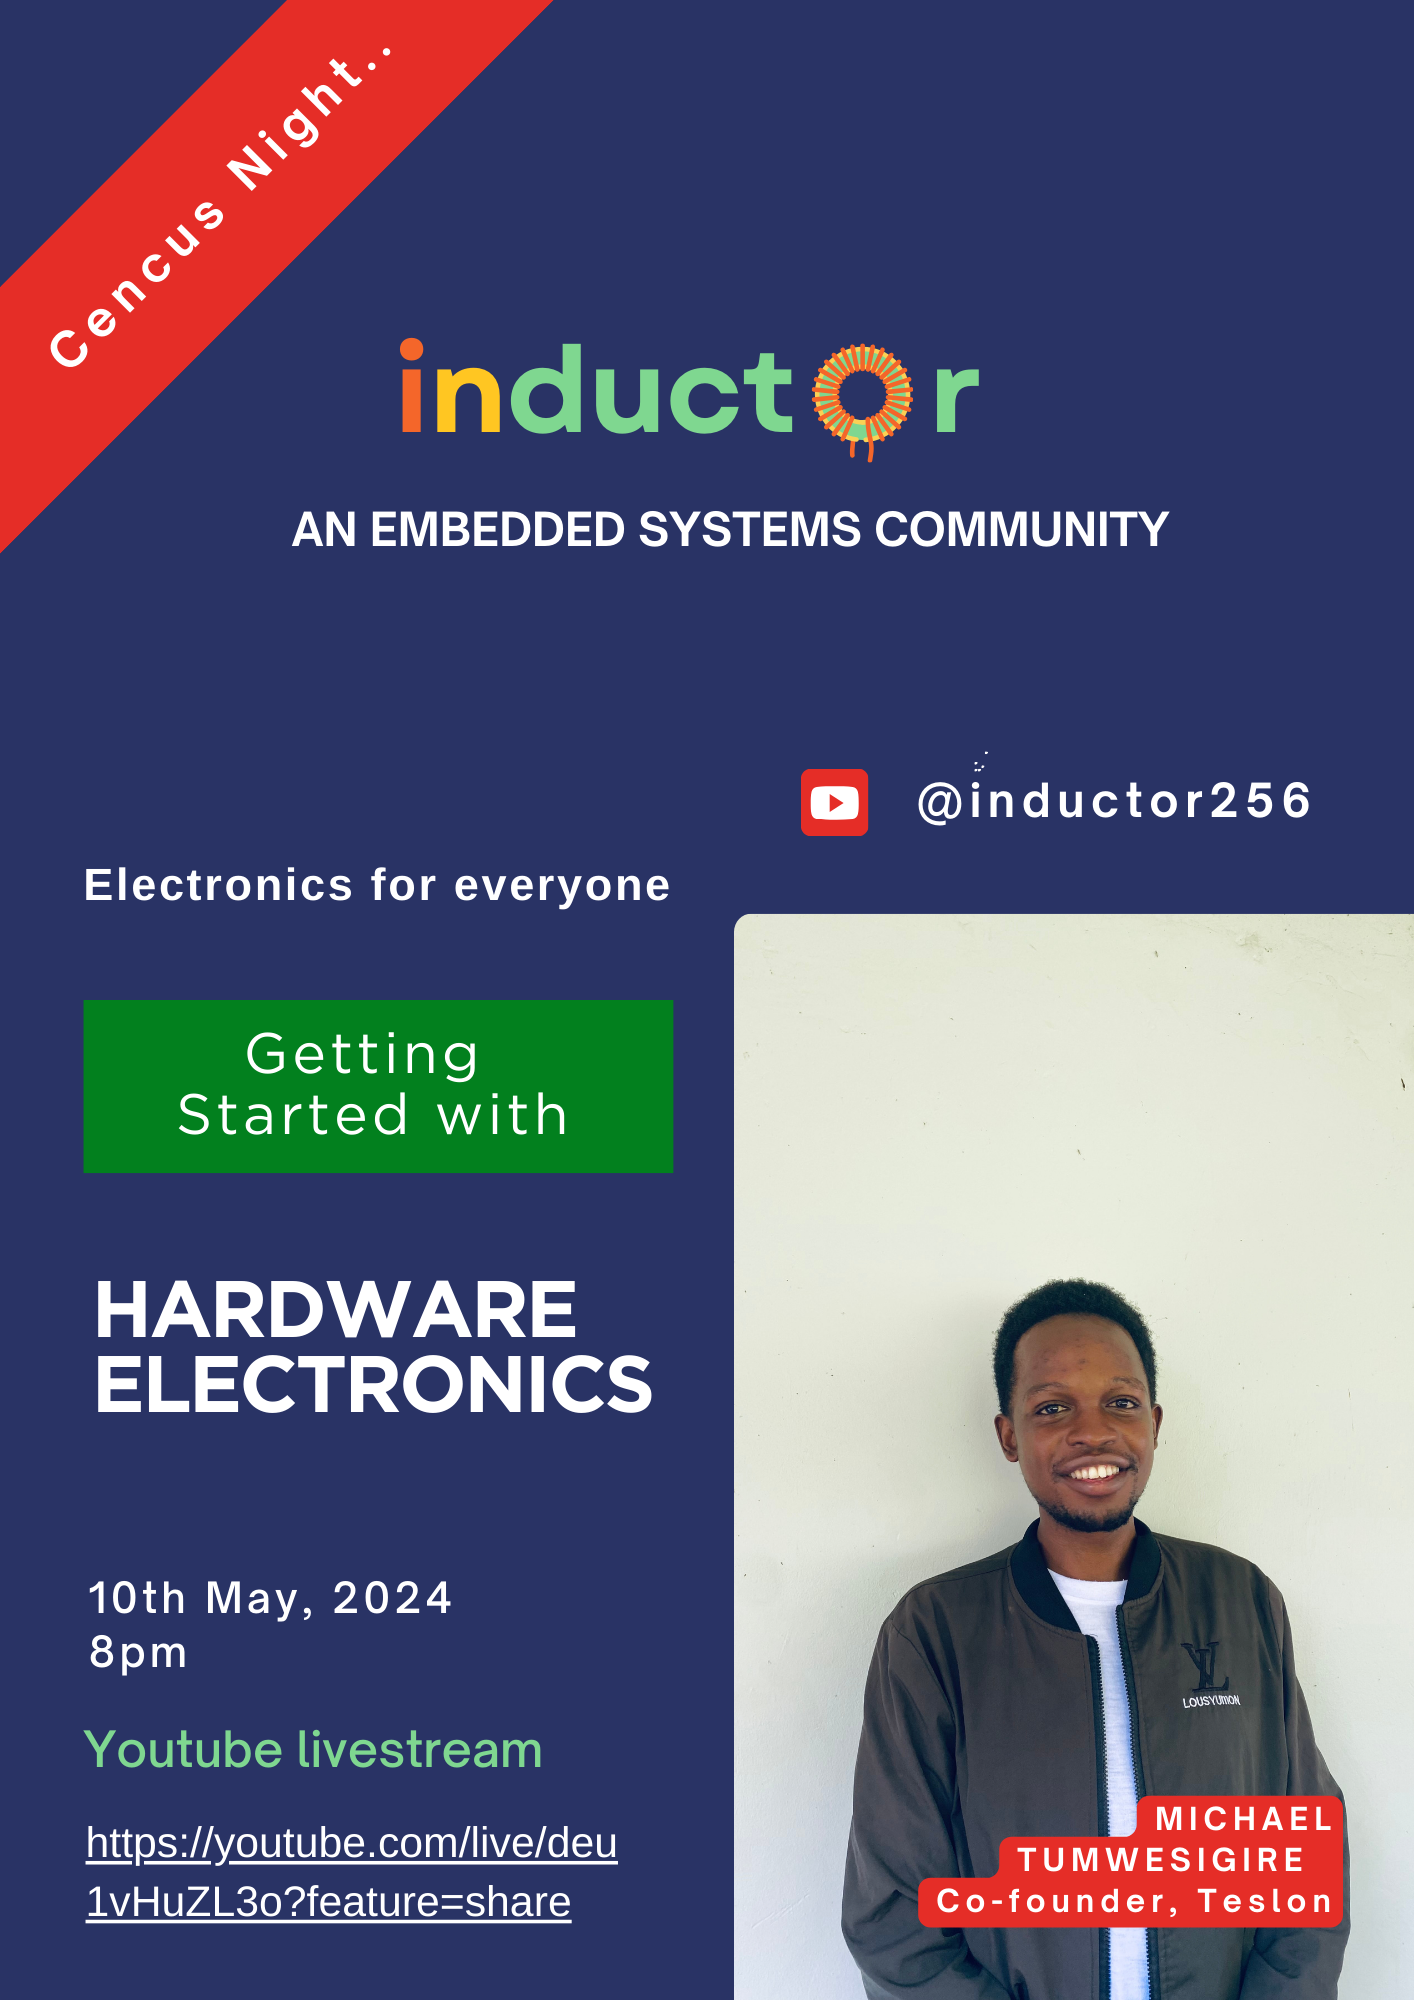 Cencus Night..
inductor
AN EMBEDDED SYSTEMS COMMUNITY
@inductor256
Electronics for everyone
Getting
Started with
HARDWARE
ELECTRONICS
10th May, 2024
8pm
Youtube livestream
https://youtube.com/live/deu
1vHuZL3o?feature=share
LOUSYUMON
MICHAEL
TUMWESIGIRE
Co-founder, Teslon